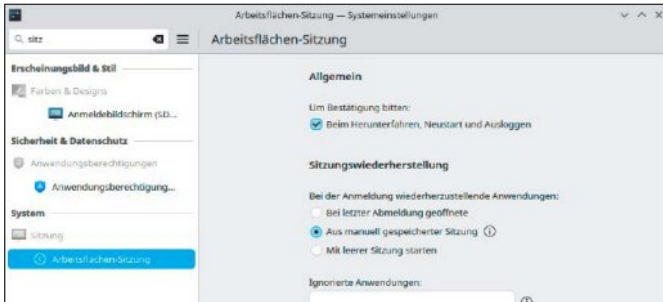 Arbeitsflächen-Sitzung — Systemeinstellungen
sitz
Arbeitsflächen-Sitzung
Erscheinungsbild & Stil
Farben & Designs
Anmeldebildschirm (SD...
Sicherheit & Datenschutz
Anwendungsberechtigungen
Anwendungsberechtigung...
System
Sitzung
Arbeitsflächen-Sitzung
Allgemein
Um Bestätigung bitten:
Beim Herunterfahren, Neustart und Ausloggen
Sitzungswiederherstellung
Bei der Anmeldung wiederherzustellende Anwendungen:
Bei letzter Abmeldung geöffnete
Aus manuell gespeicherter Sitzung
Mit leerer Sitzung starten
Ignorierte Anwendungen: